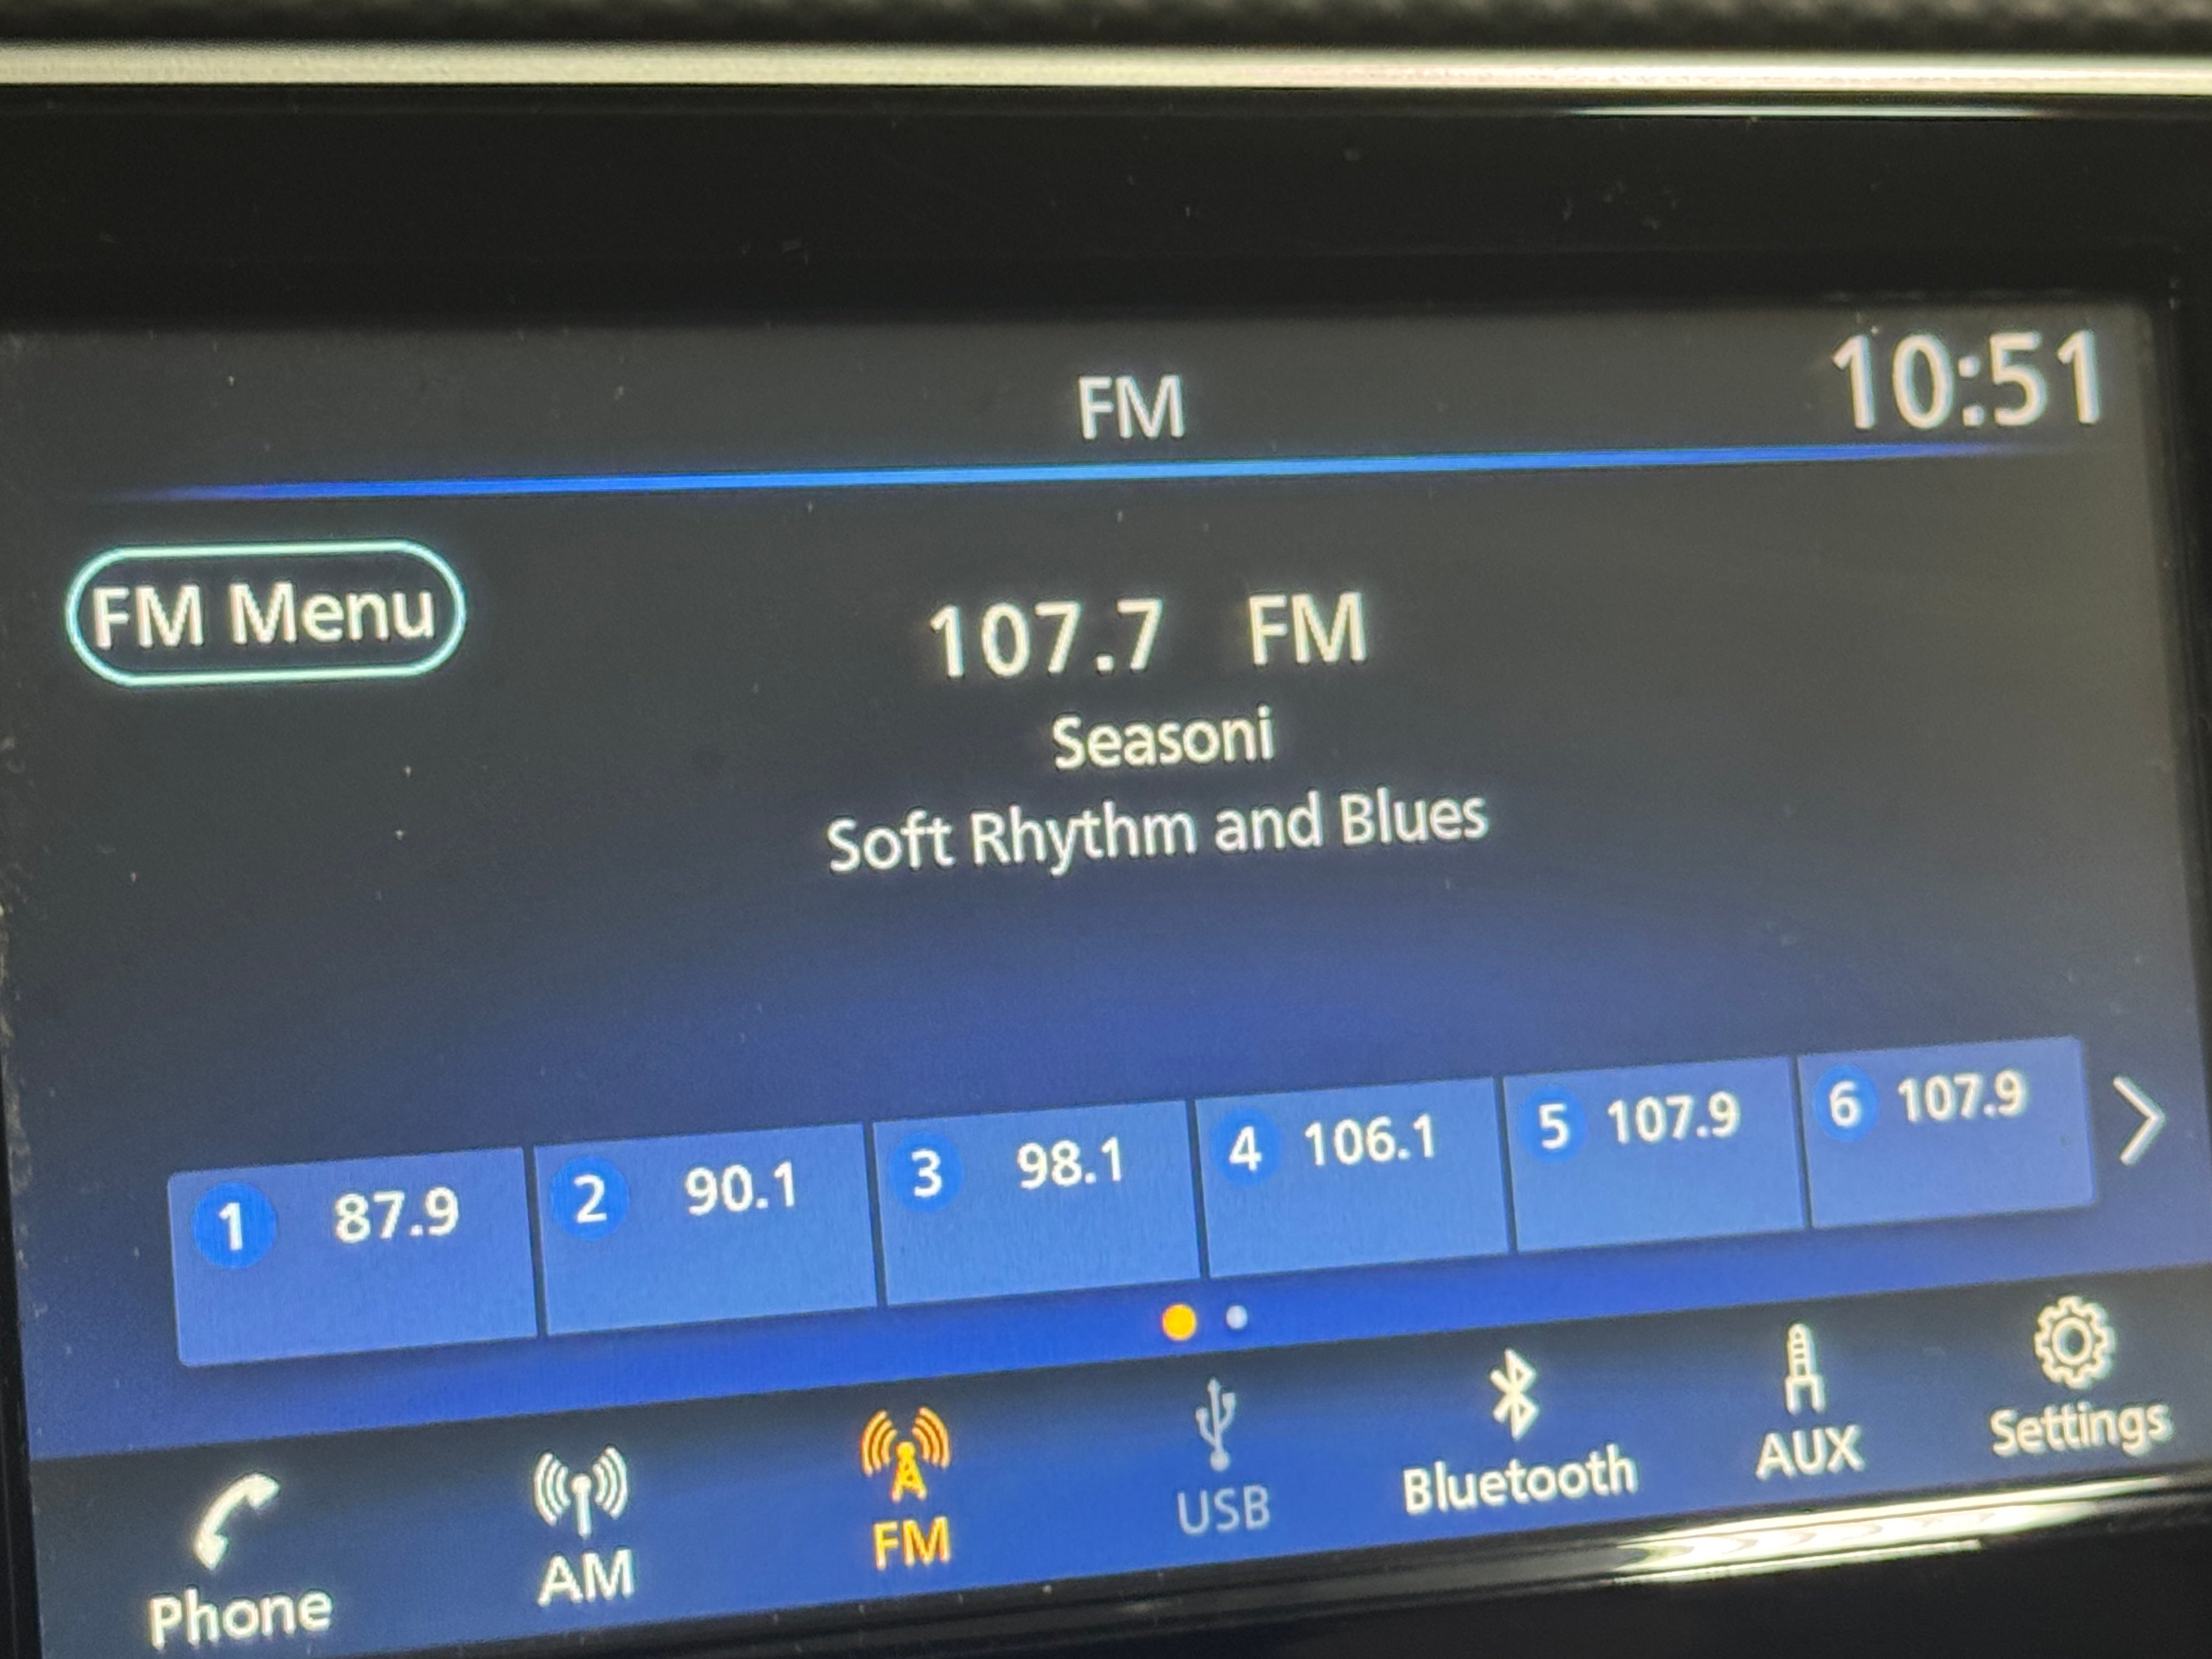 FM
10:51
FM Menu
107.7 FM
Seasoni
Soft Rhythm and Blues
1 87.9
2 90.1
3 98.1
4 106.1
5 107.9
6 107.9
Phone
AM
FM
USB
Bluetooth
AUX
Settings